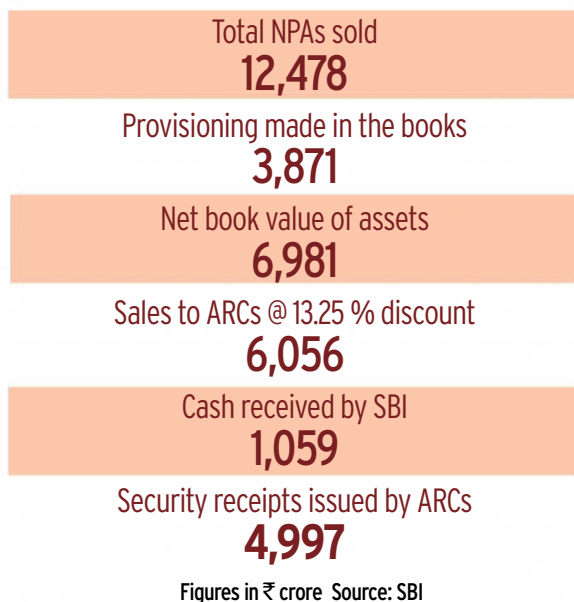 Total NPAs sold
12,478
Provisioning made in the books
3,871
Net book value of assets
6,981
Sales to ARCs @ 13.25 % discount
6,056
Cash received by SBI
1,059
Security receipts issued by ARCs
4,997
Figures in ₹ crore Source: SBI